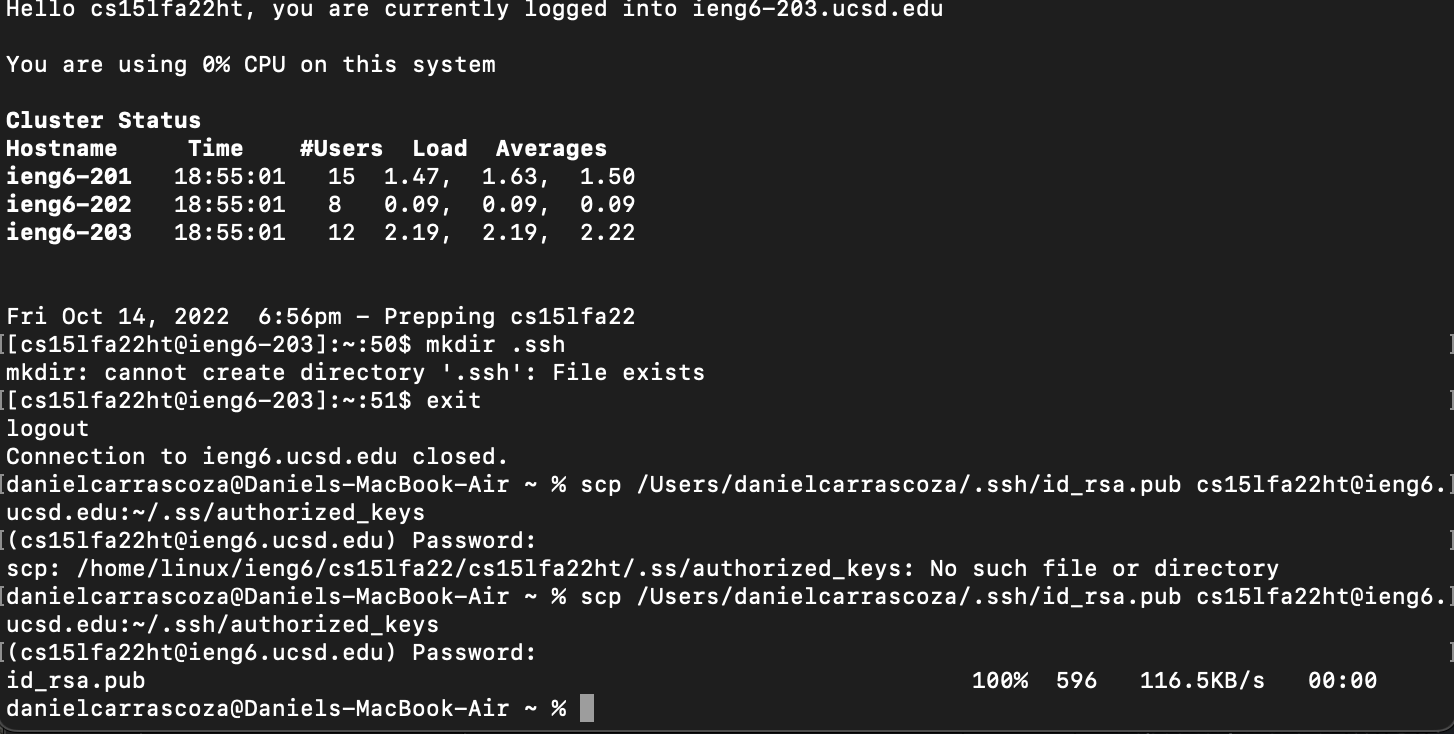 Hello cs15lfa22ht, you are currently logged into ieng6-203.ucsd.edu
You are using 0% CPU on this system
Cluster Status
Hostname     Time    #Users  Load  Averages
ieng6-201   18:55:01   15  1.47,  1.63,  1.50
ieng6-202   18:55:01   8   0.09,  0.09,  0.09
ieng6-203   18:55:01   12  2.19,  2.19,  2.22
Fri Oct 14, 2022  6:56pm - Prepping cs15lfa22
[[cs15lfa22ht@ieng6-203]:~:50$ mkdir .ssh ]
mkdir: cannot create directory '.ssh': File exists
[[cs15lfa22ht@ieng6-203]:~:51$ exit ]
logout
Connection to ieng6.ucsd.edu closed.
[danielcarrascoza@Daniels-MacBook-Air ~ % scp /Users/danielcarrascoza/.ssh/id_rsa.pub cs15lfa22ht@ieng6.]
ucsd.edu:~/.ss/authorized_keys
[(cs15lfa22ht@ieng6.ucsd.edu) Password: ]
scp: /home/linux/ieng6/cs15lfa22/cs15lfa22ht/.ss/authorized_keys: No such file or directory
[danielcarrascoza@Daniels-MacBook-Air ~ % scp /Users/danielcarrascoza/.ssh/id_rsa.pub cs15lfa22ht@ieng6.]
ucsd.edu:~/.ssh/authorized_keys
[(cs15lfa22ht@ieng6.ucsd.edu) Password: ]
id_rsa.pub                                                           100%  596   116.5KB/s   00:00
danielcarrascoza@Daniels-MacBook-Air ~ %